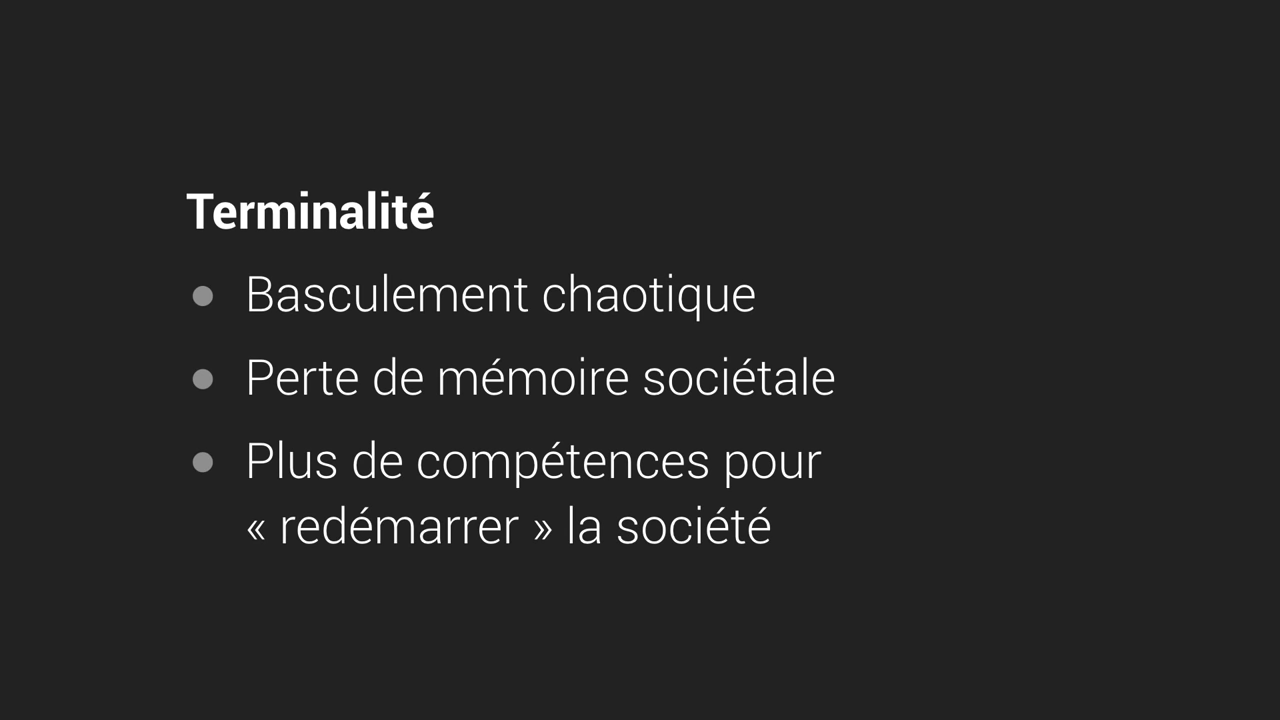 Terminalité
● Basculement chaotique
● Perte de mémoire sociétale
● Plus de compétences pour
« redémarrer » la société